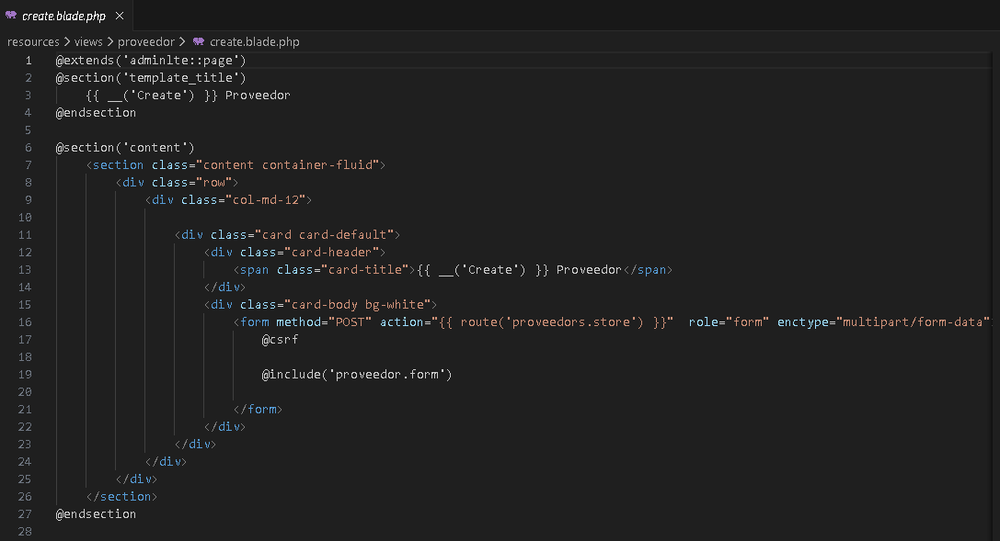 create.blade.php ×
resources > views > proveedor > create.blade.php
1 @extends('adminlte::page')
2 @section('template_title')
3     {{ __('Create') }} Proveedor
4 @endsection
5
6 @section('content')
7     <section class="content container-fluid">
8         <div class="row">
9             <div class="col-md-12">
10
11                 <div class="card card-default">
12                     <div class="card-header">
13                         <span class="card-title">{{ __('Create') }} Proveedor</span>
14                     </div>
15                     <div class="card-body bg-white">
16                         <form method="POST" action="{{ route('proveedors.store') }}"  role="form" enctype="multipart/form-data"
17                             @csrf
18
19                             @include('proveedor.form')
20
21                         </form>
22                     </div>
23                 </div>
24             </div>
25         </div>
26     </section>
27 @endsection
28